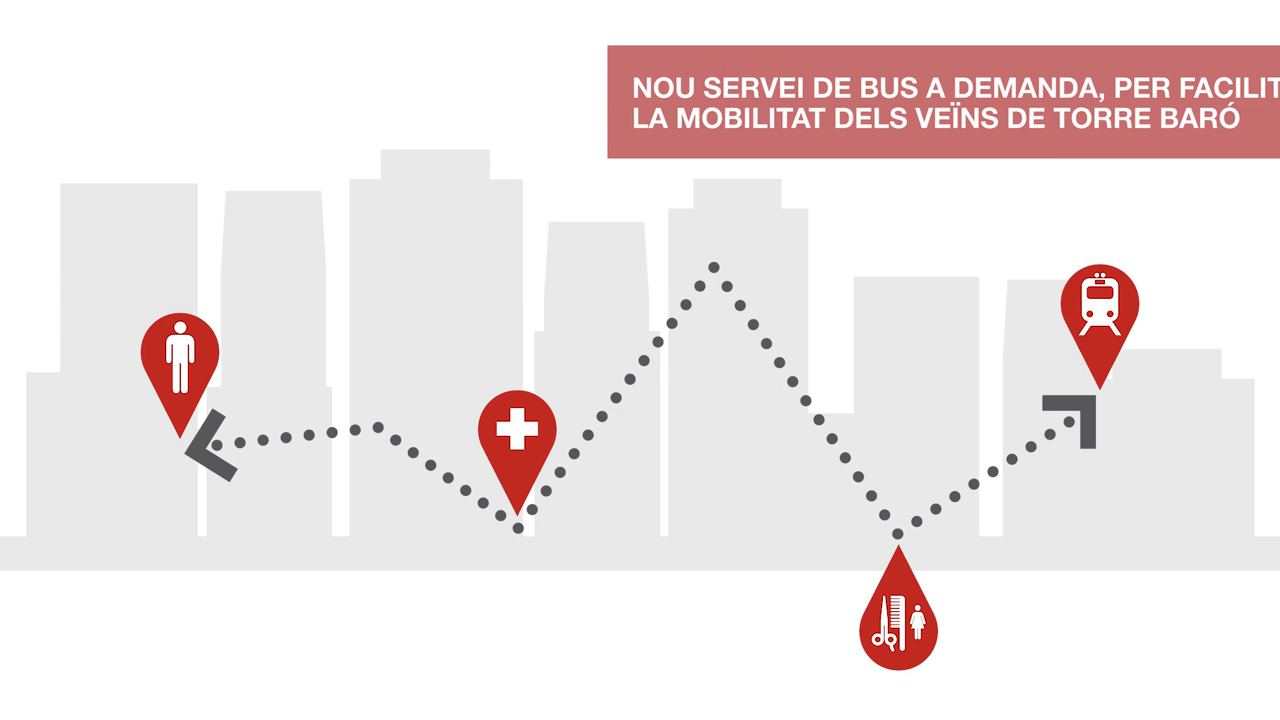 NOU SERVEI DE BUS A DEMANDA, PER FACILIT
LA MOBILITAT DELS VEÏNS DE TORRE BARÓ